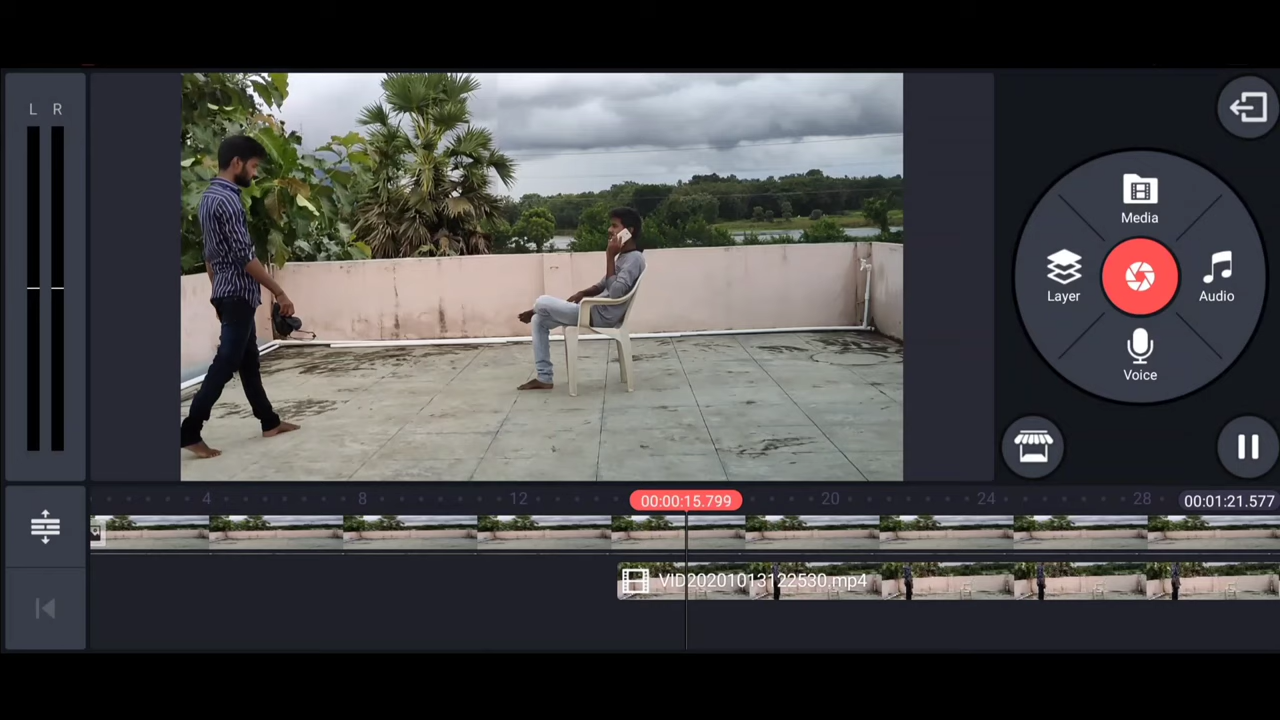 L R
Media
Layer
Audio
Voice
4 8 12 00:00:15.799 20 24 28 00:01:21.577
VID20201013122530.mp4